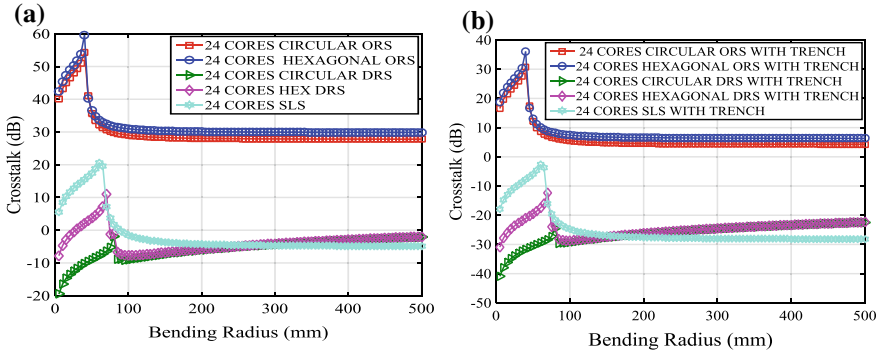 (a)
60
50
40
30
20
10
0
-10
-20
Crosstalk (dB)
24 CORES CIRCULAR ORS
24 CORES HEXAGONAL ORS
24 CORES CIRCULAR DRS
24 CORES HEX DRS
24 CORES SLS
0 100 200 300 400 500
Bending Radius (mm)
(b)
40
30
20
10
0
-10
-20
-30
-40
-50
Crosstalk (dB)
24 CORES CIRCULAR ORS WITH TRENCH
24 CORES HEXAGONAL ORS WITH TRENCH
24 CORES CIRCULAR DRS WITH TRENCH
24 CORES HEXAGONAL DRS WITH TRENCH
24 CORES SLS WITH TRENCH
0 100 200 300 400 500
Bending Radius (mm)